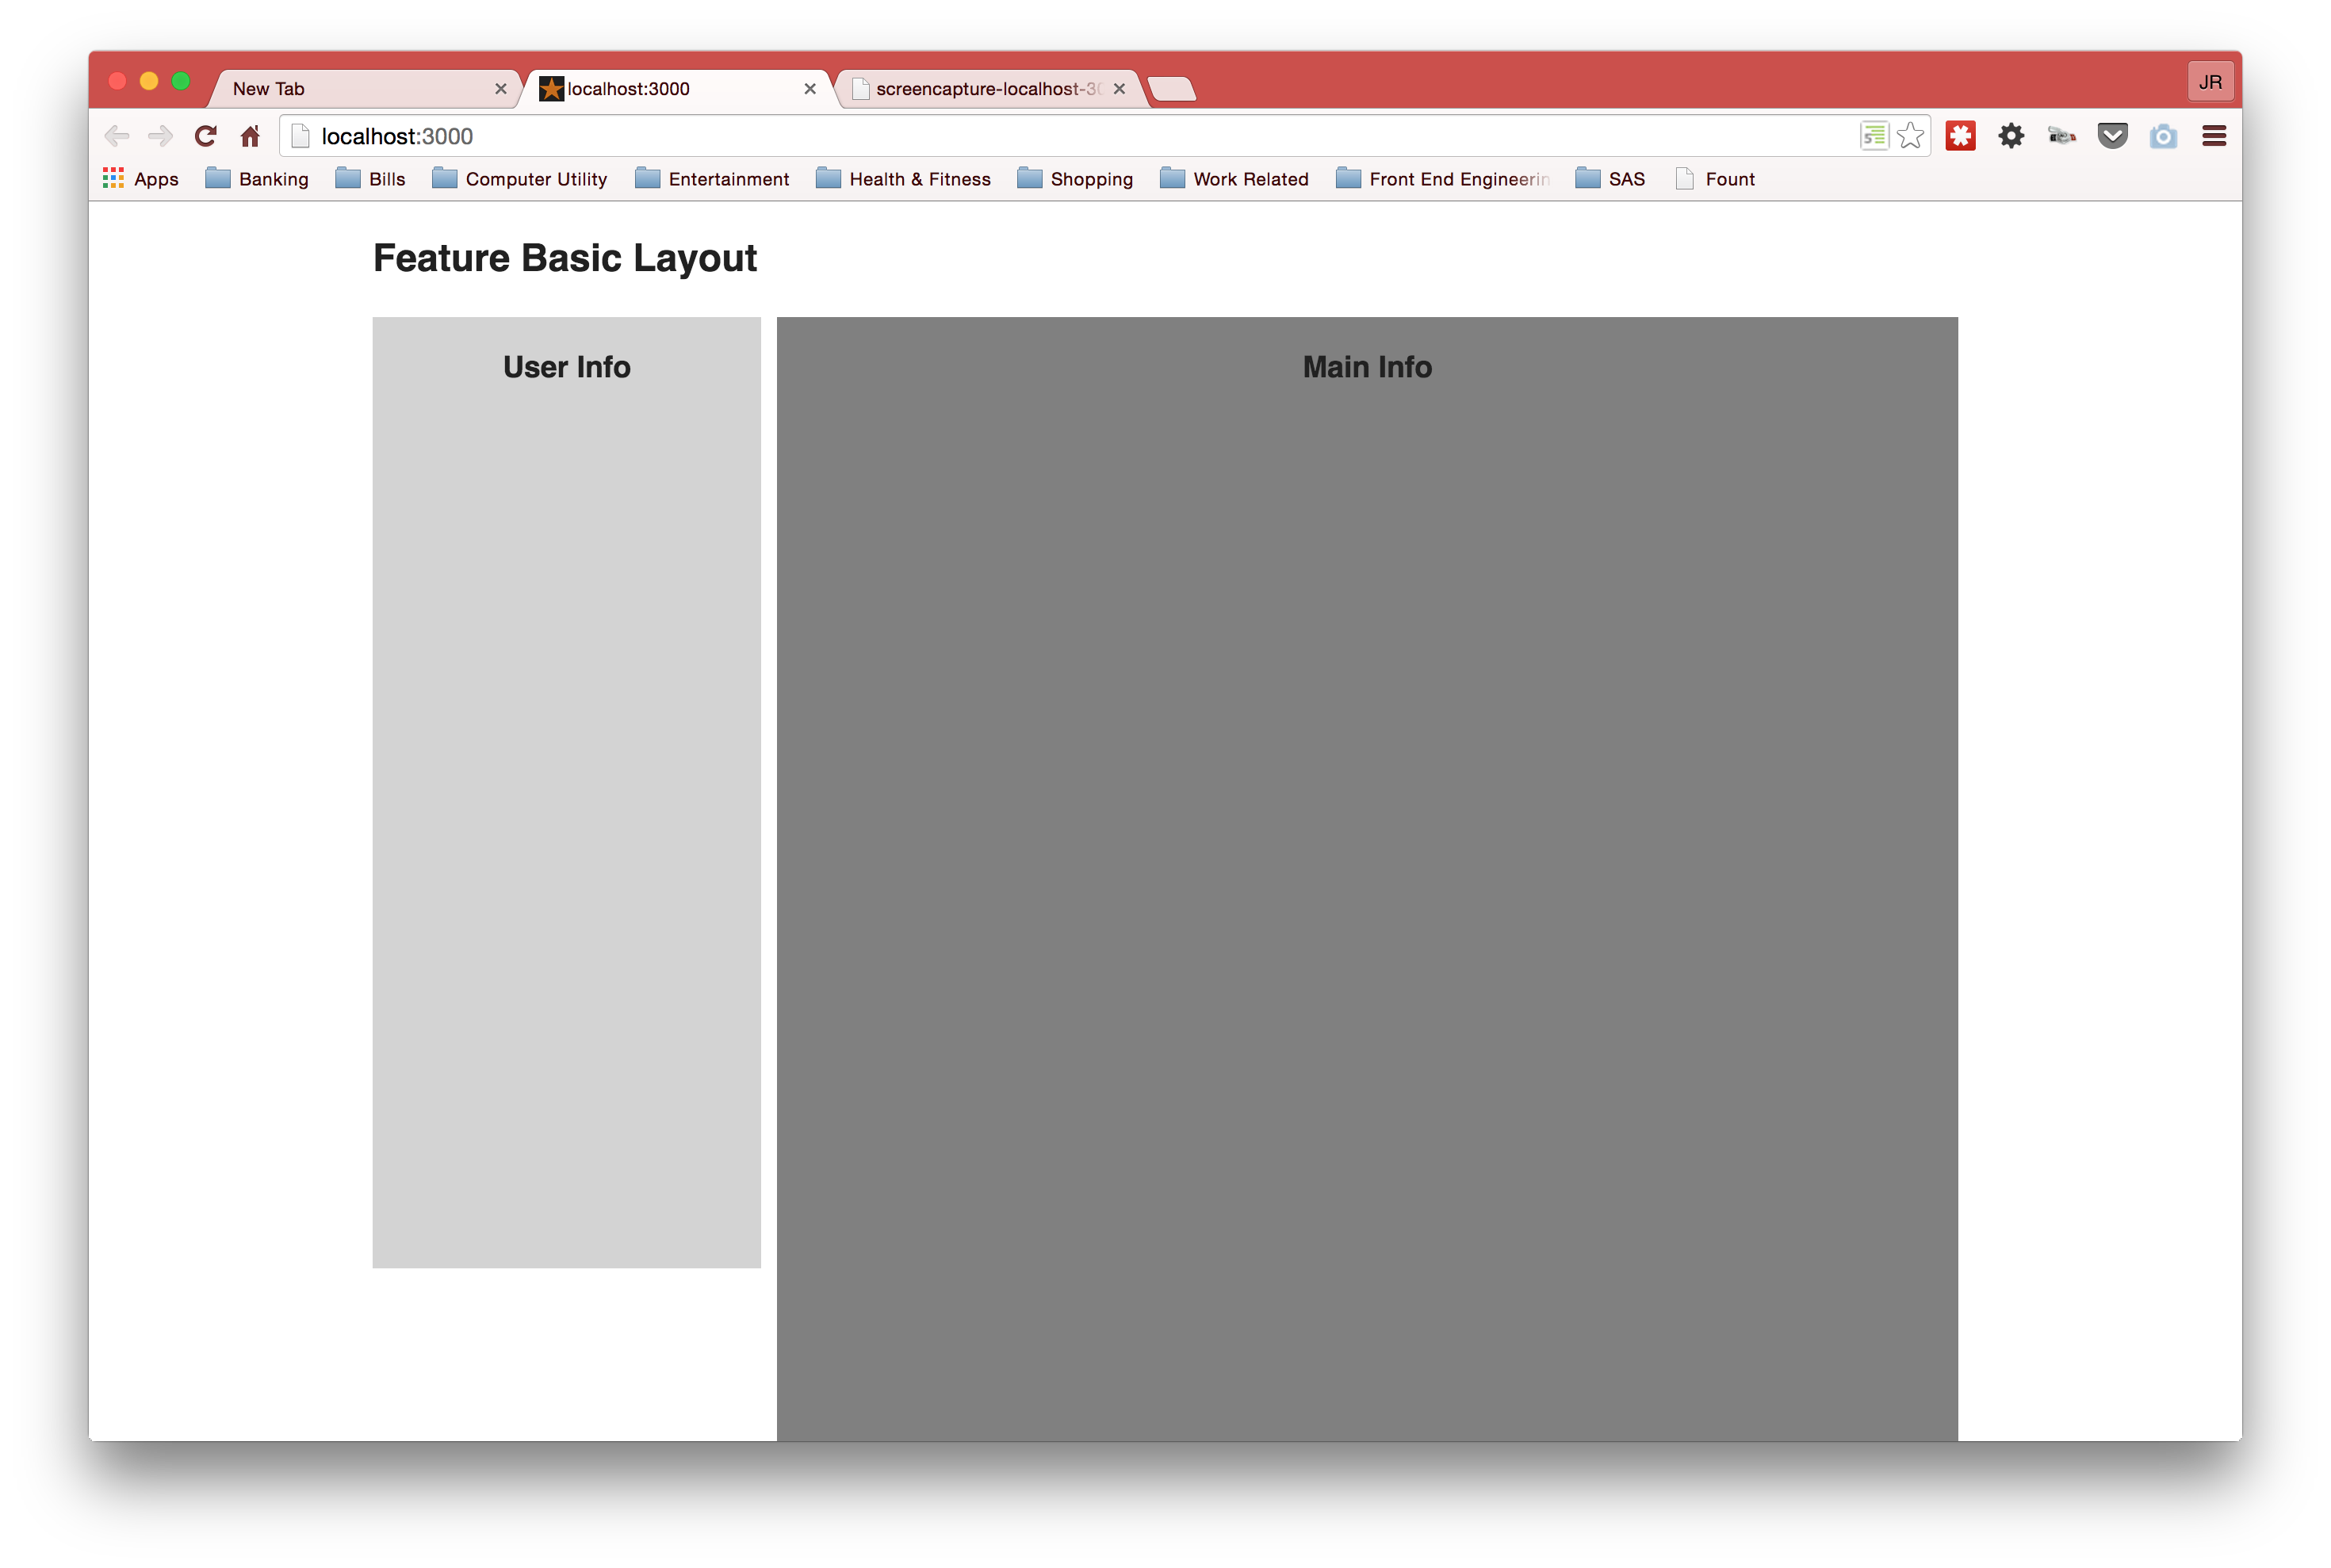 New Tab
localhost:3000
screencapture-localhost-30
JR
localhost:3000
Apps Banking Bills Computer Utility Entertainment Health & Fitness Shopping Work Related Front End Engineerin SAS Fount
Feature Basic Layout
User Info
Main Info